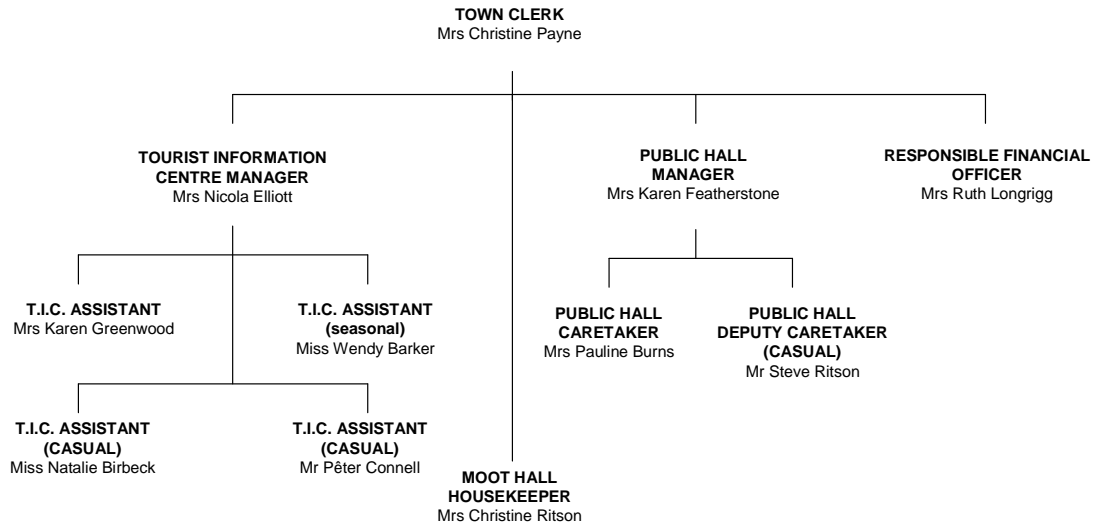 TOWN CLERK
Mrs Christine Payne
TOURIST INFORMATION
CENTRE MANAGER
Mrs Nicola Elliott
PUBLIC HALL
MANAGER
Mrs Karen Featherstone
RESPONSIBLE FINANCIAL
OFFICER
Mrs Ruth Longrigg
T.I.C. ASSISTANT
Mrs Karen Greenwood
T.I.C. ASSISTANT
(seasonal)
Miss Wendy Barker
PUBLIC HALL
CARETAKER
Mrs Pauline Burns
PUBLIC HALL
DEPUTY CARETAKER
(CASUAL)
Mr Steve Ritson
T.I.C. ASSISTANT
(CASUAL)
Miss Natalie Birbeck
T.I.C. ASSISTANT
(CASUAL)
Mr Pêter Connell
MOOT HALL
HOUSEKEEPER
Mrs Christine Ritson